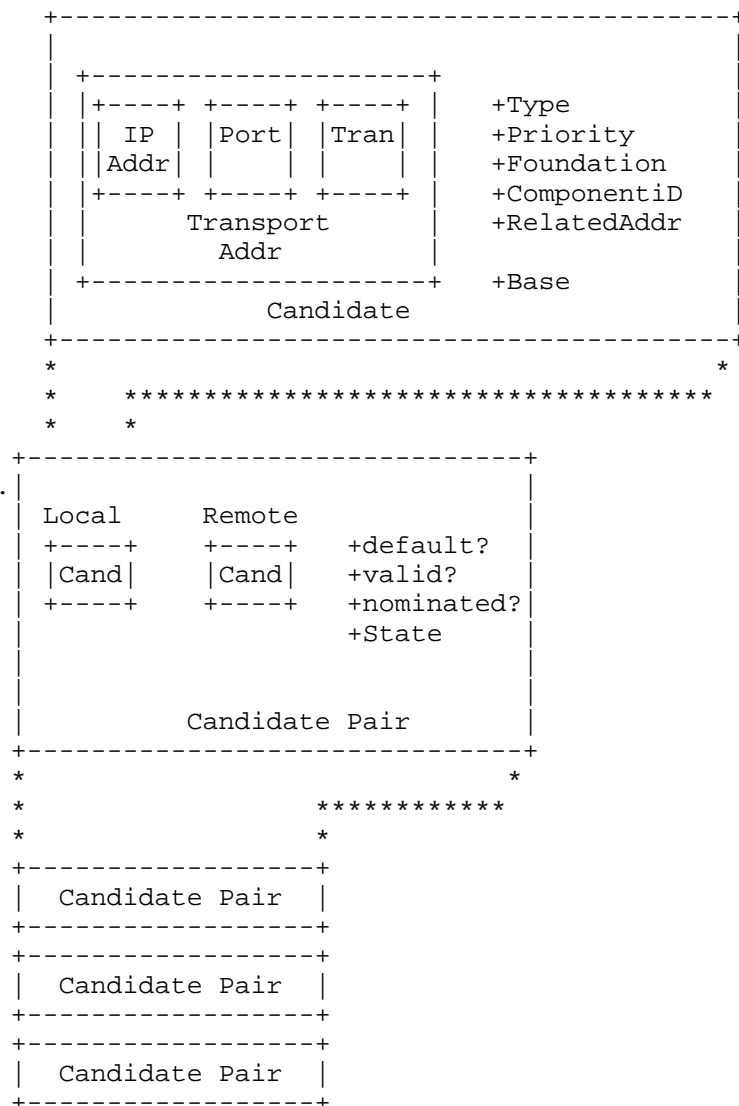 +------------------------------------------+
|                                          |
| +---------------------+                  |
| |+----+ +----+ +----+ |   +Type          |
| || IP | |Port| |Tran| |   +Priority      |
| ||Addr| |    | |    | |   +Foundation    |
| |+----+ +----+ +----+ |   +ComponentiD   |
| |      Transport      |   +RelatedAddr   |
| |        Addr         |                  |
| +---------------------+   +Base          |
|             Candidate                    |
+------------------------------------------+
*                                         *
*    *************************************
*    *
+-------------------------------+
.|                               |
| Local     Remote              |
| +----+    +----+   +default?  |
| |Cand|    |Cand|   +valid?    |
| +----+    +----+   +nominated?|
|                    +State     |
|                               |
|                               |
|          Candidate Pair       |
+-------------------------------+
*                              *
*                  ************
*                  *
+------------------+
|  Candidate Pair  |
+------------------+
+------------------+
|  Candidate Pair  |
+------------------+
+------------------+
|  Candidate Pair  |
+------------------+